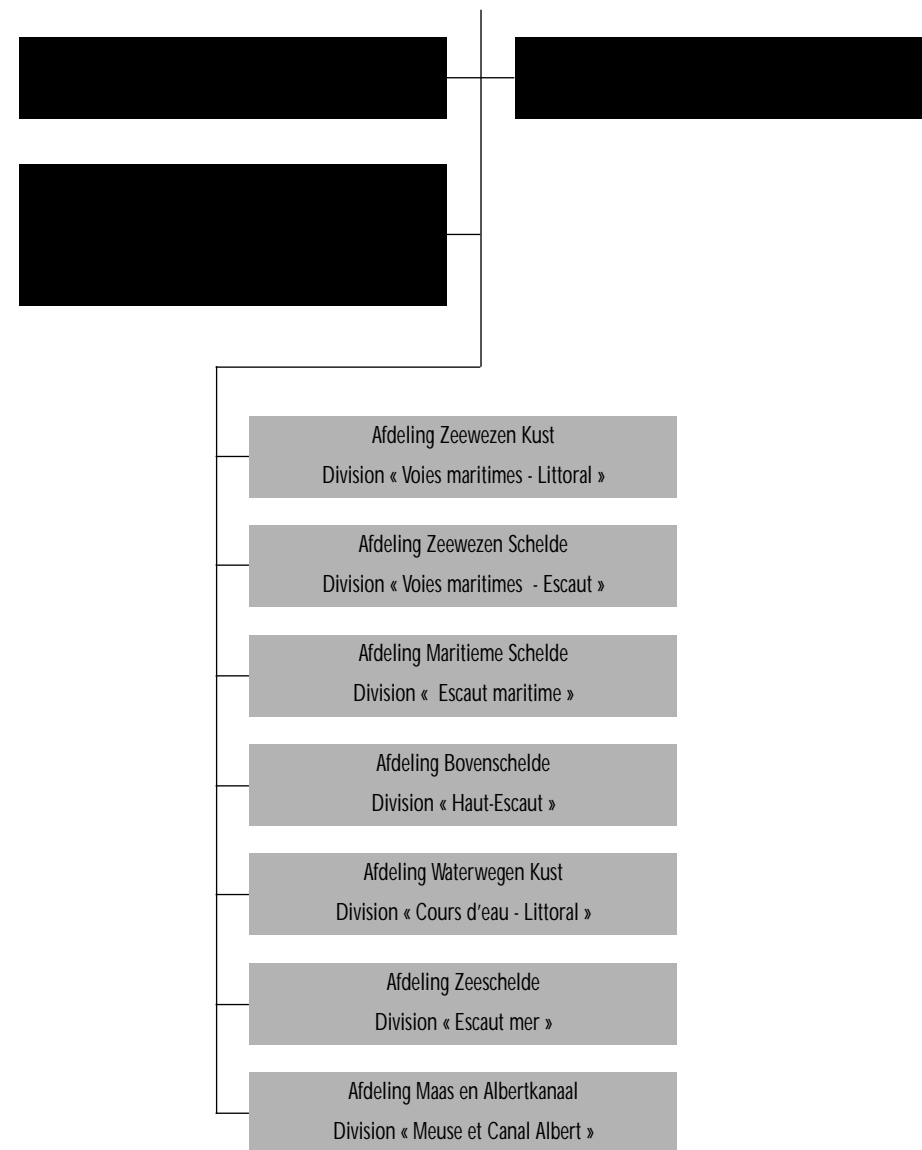 Afdeling Zeewezen Kust
Division « Voies maritimes - Littoral »
Afdeling Zeewezen Schelde
Division « Voies maritimes - Escaut »
Afdeling Maritieme Schelde
Division « Escaut maritime »
Afdeling Bovenschelde
Division « Haut-Escaut »
Afdeling Waterwegen Kust
Division « Cours d'eau - Littoral »
Afdeling Zeeschelde
Division « Escaut mer »
Afdeling Maas en Albertkanaal
Division « Meuse et Canal Albert »